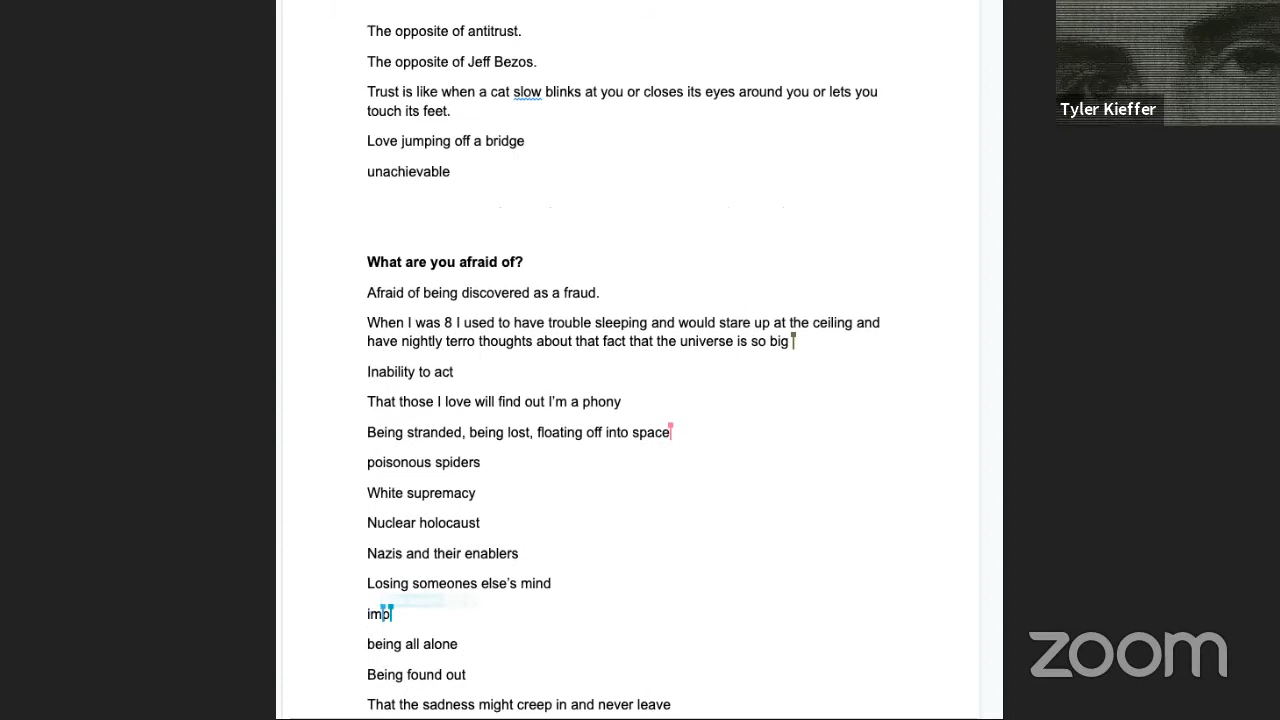 The opposite of antitrust.
The opposite of Jeff Bezos.
Trust is like when a cat slow blinks at you or closes its eyes around you or lets you
touch its feet.
Love jumping off a bridge
unachievable
What are you afraid of?
Afraid of being discovered as a fraud.
When I was 8 I used to have trouble sleeping and would stare up at the ceiling and
have nightly terro thoughts about that fact that the universe is so big
Inability to act
That those I love will find out I'm a phony
Being stranded, being lost, floating off into space
poisonous spiders
White supremacy
Nuclear holocaust
Nazis and their enablers
Losing someones else's mind
imp
being all alone
Being found out
That the sadness might creep in and never leave
Tyler Kieffer
zoom